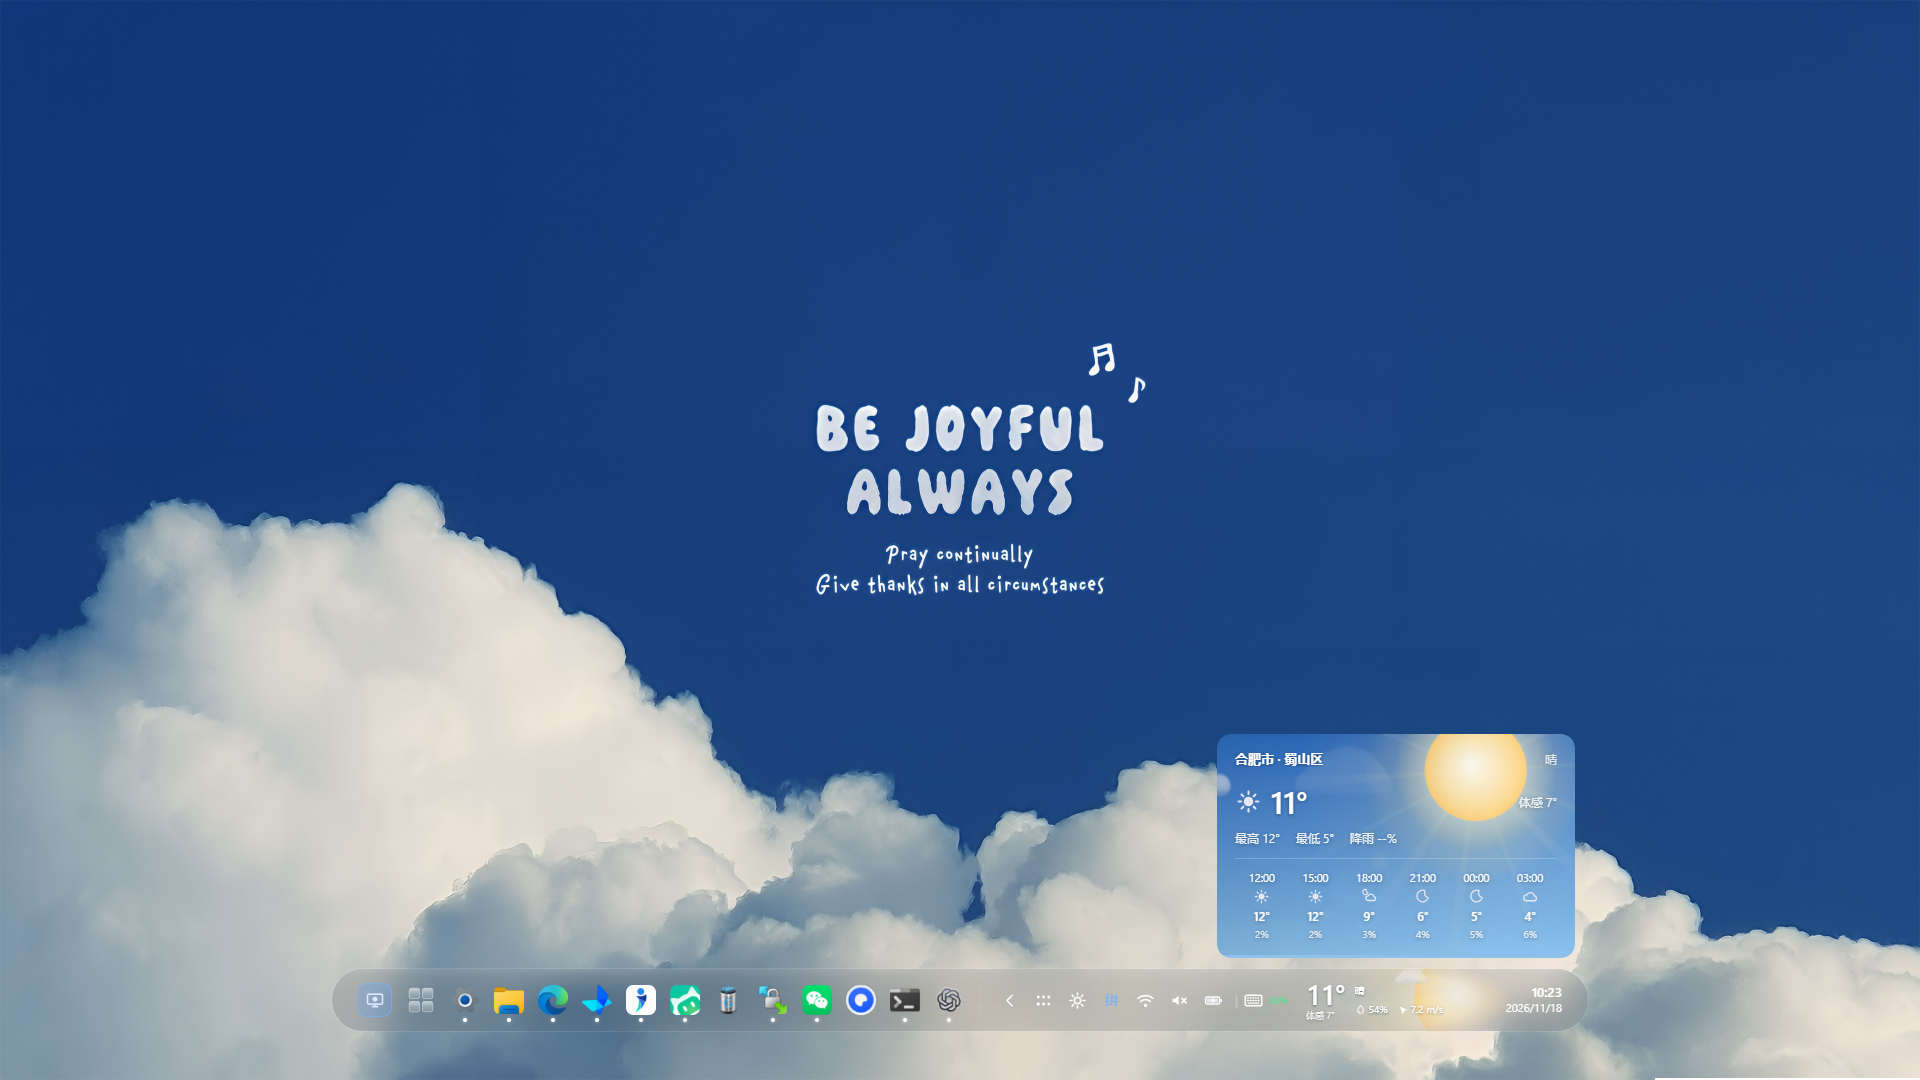 BE JOYFUL
ALWAYS
Pray continually
Give thanks in all circumstances
合肥市 · 蜀山区
晴
11°
体感 7°
最高 12° 最低 5° 降雨 --%
12:00 15:00 18:00 21:00 00:00 03:00
12° 12° 9° 6° 5° 4°
2% 2% 3% 4% 5% 6%
拼
11° 晴
体感 7° 54% 7.2 m/s
10:23
2026/11/18